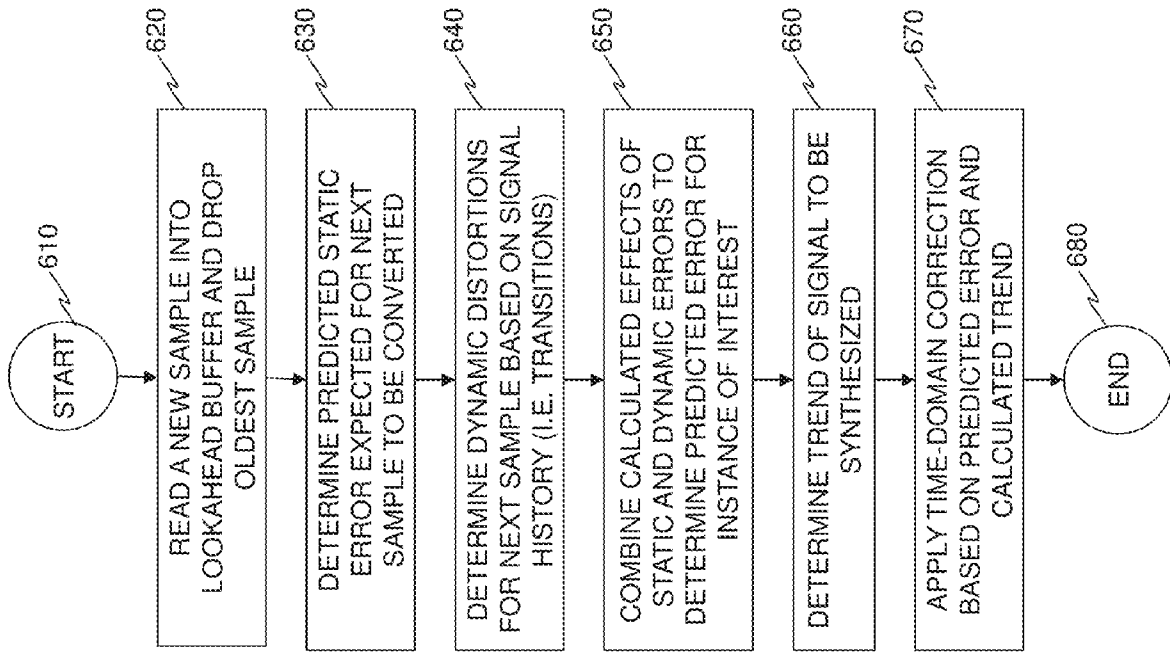 START
610
READ A NEW SAMPLE INTO
LOOKAHEAD BUFFER AND DROP
OLDEST SAMPLE
620
DETERMINE PREDICTED STATIC
ERROR EXPECTED FOR NEXT
SAMPLE TO BE CONVERTED
630
DETERMINE DYNAMIC DISTORTIONS
FOR NEXT SAMPLE BASED ON SIGNAL
HISTORY (I.E. TRANSITIONS)
640
COMBINE CALCULATED EFFECTS OF
STATIC AND DYNAMIC ERRORS TO
DETERMINE PREDICTED ERROR FOR
INSTANCE OF INTEREST
650
DETERMINE TREND OF SIGNAL TO BE
SYNTHESIZED
660
APPLY TIME-DOMAIN CORRECTION
BASED ON PREDICTED ERROR AND
CALCULATED TREND
670
END
680